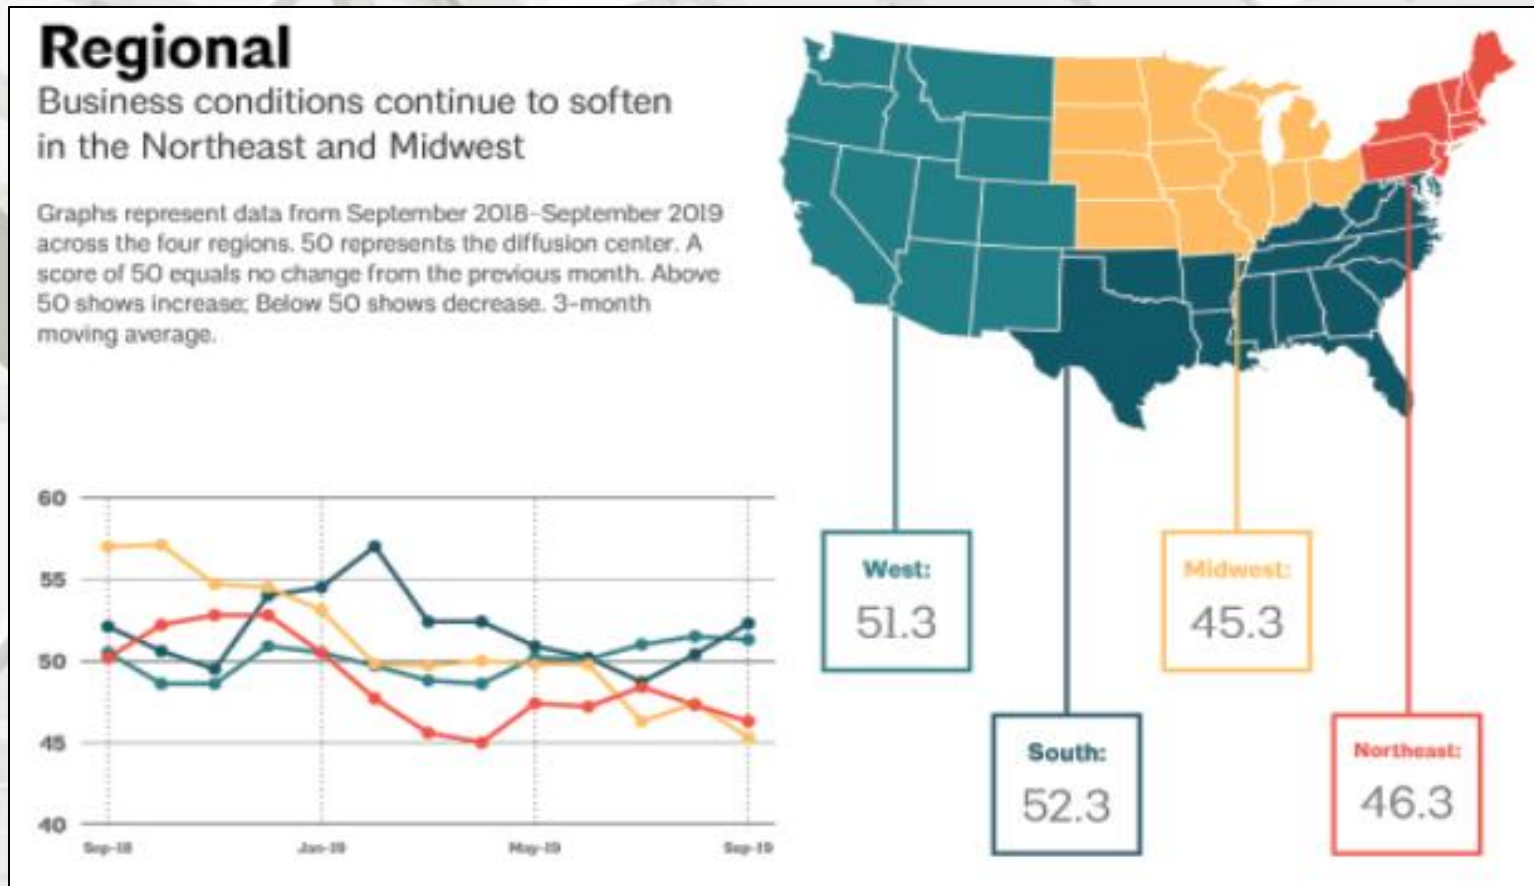 Regional
Business conditions continue to soften
in the Northeast and Midwest
Graphs represent data from September 2018–September 2019
across the four regions. 50 represents the diffusion center. A
score of 50 equals no change from the previous month. Above
50 shows increase; Below 50 shows decrease. 3-month
moving average.
60
55
50
45
40
Sep-18
Jan-19
May-19
Sep-19
West:
51.3
Midwest:
45.3
South:
52.3
Northeast:
46.3